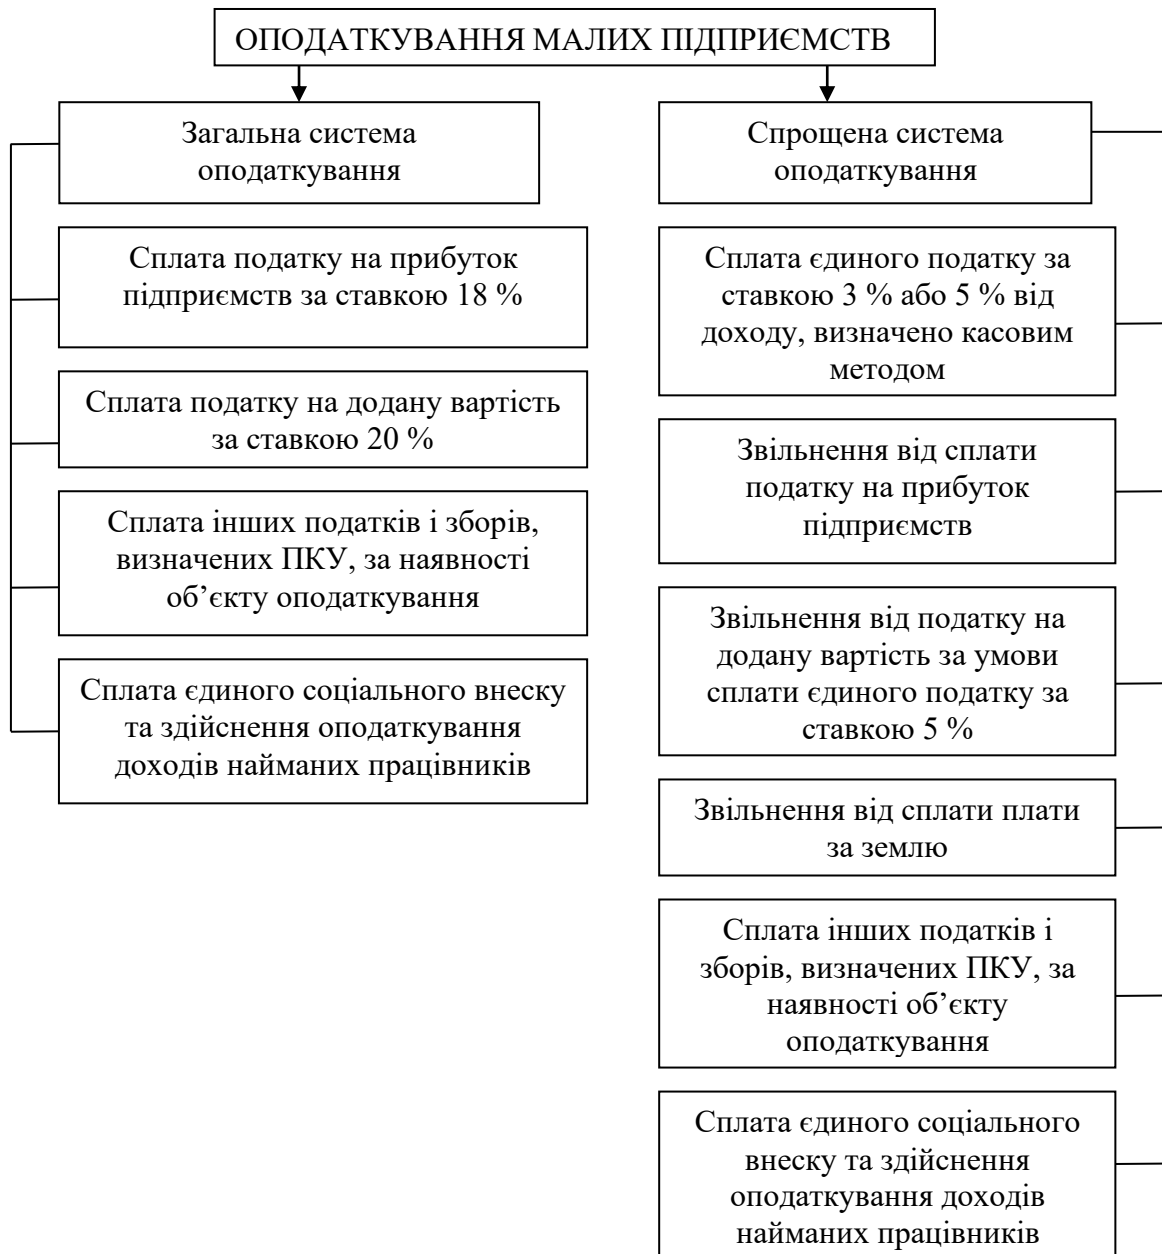 ОПОДАТКУВАННЯ МАЛИХ ПІДПРИЄМСТВ
Загальна система
оподаткування
Сплата податку на прибуток
підприємств за ставкою 18 %
Сплата податку на додану вартість
за ставкою 20 %
Сплата інших податків і зборів,
визначених ПКУ, за наявності
об’єкту оподаткування
Сплата єдиного соціального внеску
та здійснення оподаткування
доходів найманих працівників
Спрощена система
оподаткування
Сплата єдиного податку за
ставкою 3 % або 5 % від
доходу, визначено касовим
методом
Звільнення від сплати
податку на прибуток
підприємств
Звільнення від податку на
додану вартість за умови
сплати єдиного податку за
ставкою 5 %
Звільнення від сплати плати
за землю
Сплата інших податків і
зборів, визначених ПКУ, за
наявності об’єкту
оподаткування
Сплата єдиного соціального
внеску та здійснення
оподаткування доходів
найманих працівників